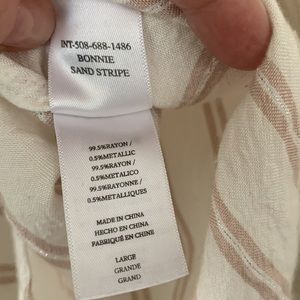 INT-508-688-1486
BONNIE
SAND STRIPE
99.5%RAYON /
0.5%METALLIC
99.5%RAYON /
0.5%METALICO
99.5%RAYONNE /
0.5%METALLIQUES
MADE IN CHINA
HECHO EN CHINA
FABRIQUÉ EN CHINE
LARGE
GRANDE
GRAND